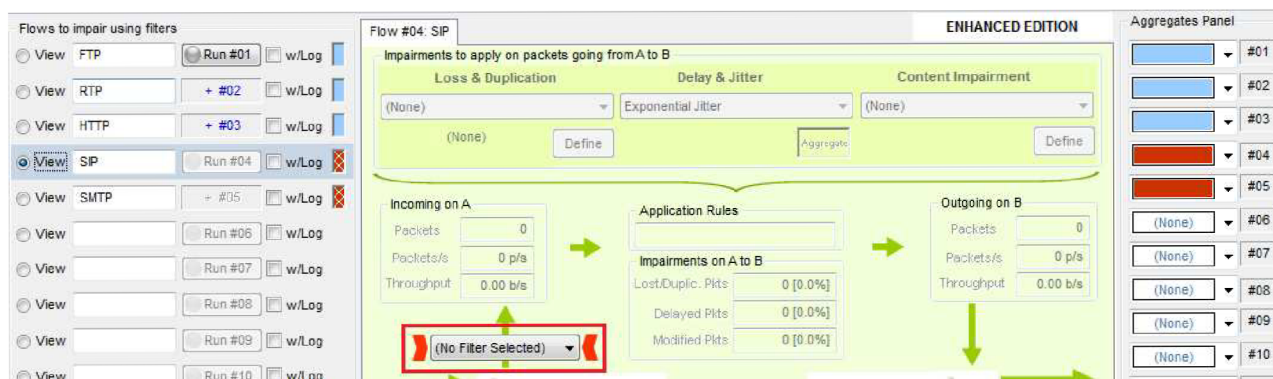 Flows to impair using filters
View FTP Run #01 w/Log
View RTP + #02 w/Log
View HTTP + #03 w/Log
View SIP Run #04 w/Log
View SMTP + #05 w/Log
View Run #06 w/Log
View Run #07 w/Log
View Run #08 w/Log
View Run #09 w/Log
View Run #10 w/Log
Flow #04: SIP
ENHANCED EDITION
Impairments to apply on packets going from A to B
Loss & Duplication Delay & Jitter Content Impairment
(None) Exponential Jitter (None)
(None) Define Aggregate Define
Incoming on A
Packets 0
Packets/s 0 p/s
Throughput 0.00 b/s
(No Filter Selected)
Application Rules
Impairments on A to B
Lost/Duplic. Pkts 0 [0.0%]
Delayed Pkts 0 [0.0%]
Modified Pkts 0 [0.0%]
Outgoing on B
Packets 0
Packets/s 0 p/s
Throughput 0.00 b/s
Aggregates Panel
#01
#02
#03
#04
#05
(None) #06
(None) #07
(None) #08
(None) #09
(None) #10